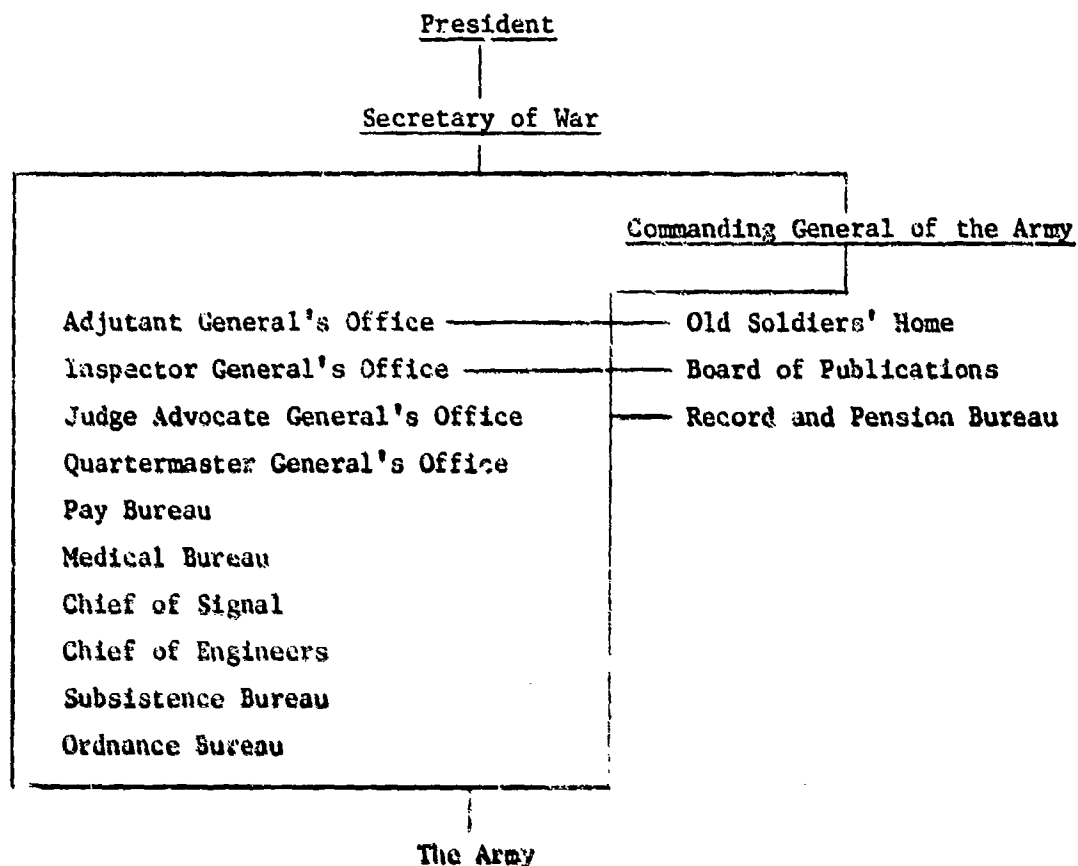 President
Secretary of War
Commanding General of the Army
Adjutant General's Office Old Soldiers' Home
Inspector General's Office Board of Publications
Judge Advocate General's Office Record and Pension Bureau
Quartermaster General's Office
Pay Bureau
Medical Bureau
Chief of Signal
Chief of Engineers
Subsistence Bureau
Ordnance Bureau
The Army